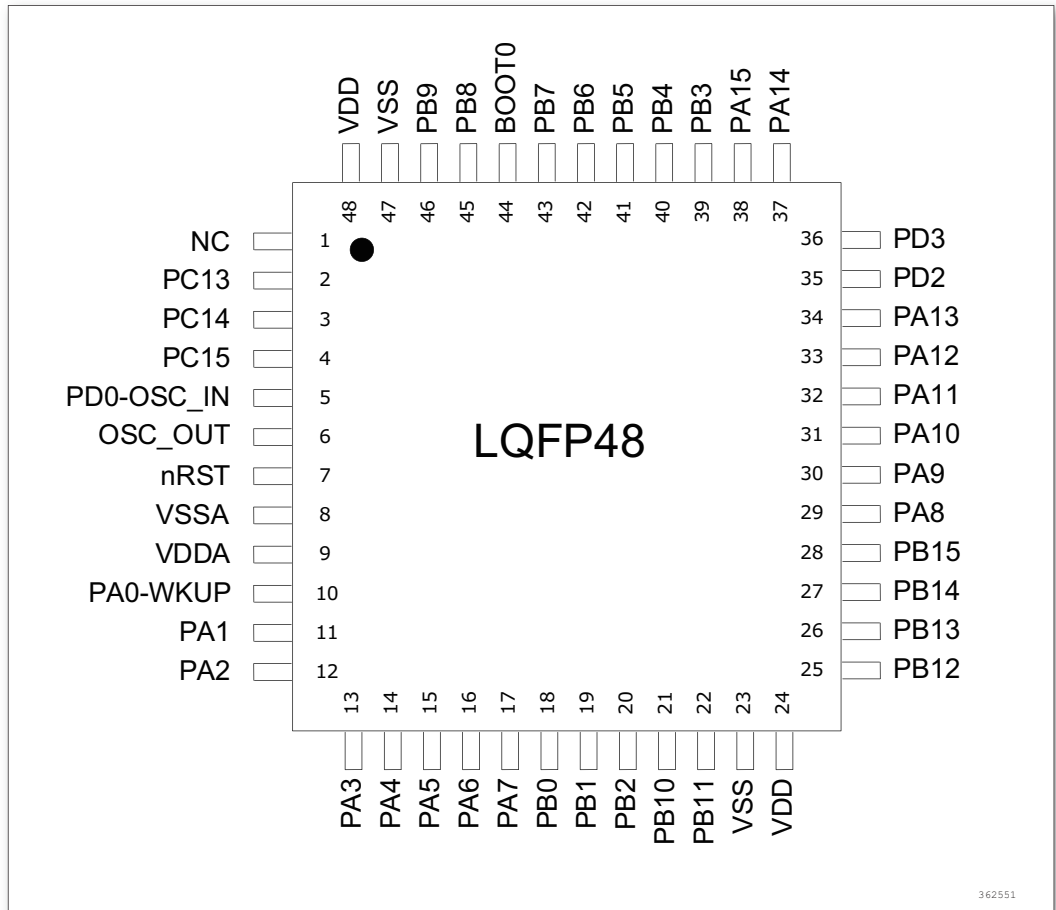 VDD
VSS
PB9
PB8
BOOT0
PB7
PB6
PB5
PB4
PB3
PA15
PA14
48
47
46
45
44
43
42
41
40
39
38
37
NC 1
PC13 2
PC14 3
PC15 4
PD0-OSC_IN 5
OSC_OUT 6
nRST 7
VSSA 8
VDDA 9
PA0-WKUP 10
PA1 11
PA2 12
LQFP48
36 PD3
35 PD2
34 PA13
33 PA12
32 PA11
31 PA10
30 PA9
29 PA8
28 PB15
27 PB14
26 PB13
25 PB12
13
14
15
16
17
18
19
20
21
22
23
24
PA3
PA4
PA5
PA6
PA7
PB0
PB1
PB2
PB10
PB11
VSS
VDD
362551